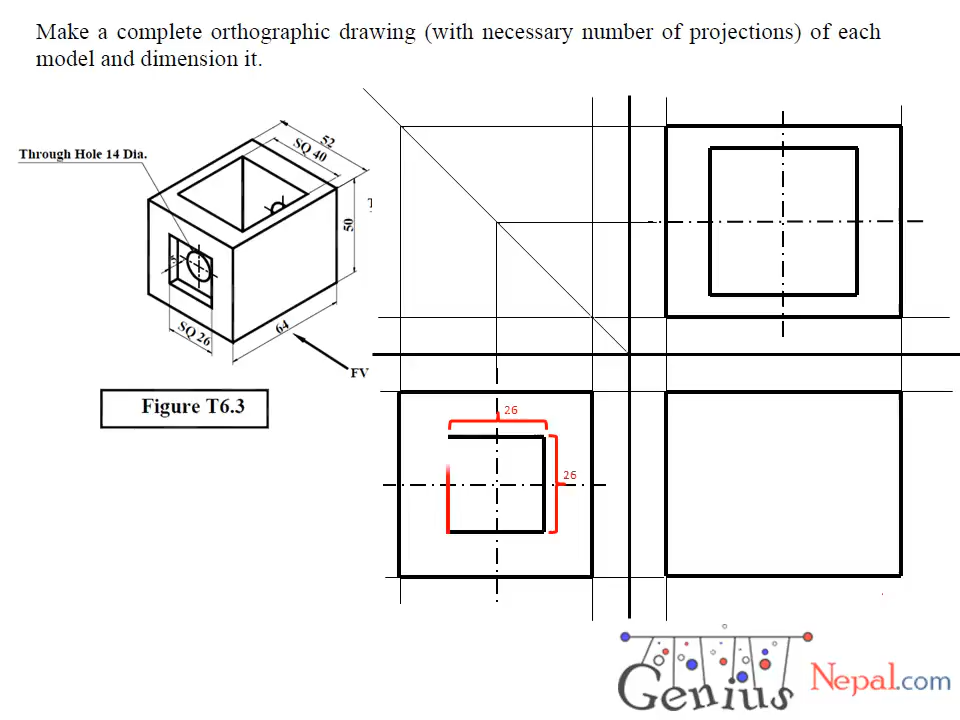 Make a complete orthographic drawing (with necessary number of projections) of each
model and dimension it.
Through Hole 14 Dia.
52
SQ 40
50
5
SQ 26
64
FV
Figure T6.3
26
26
Genius
Nepal.com